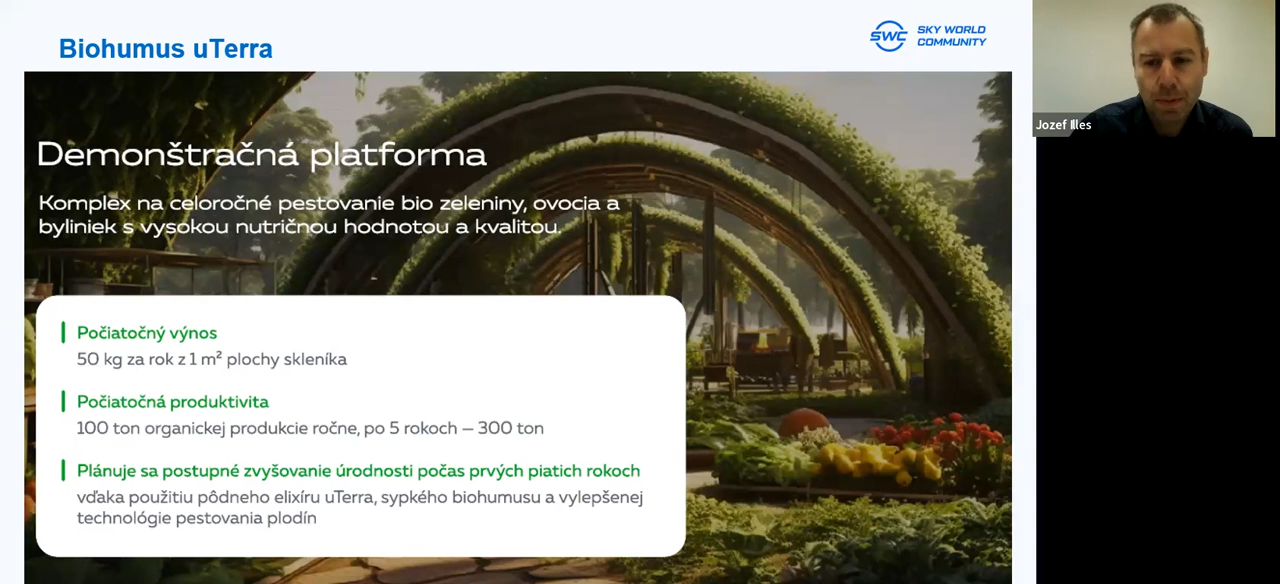 Biohumus uTerra
SWC
SKY WORLD
COMMUNITY
Jozef Illes
Demonštračná platforma
Komplex na celoročné pestovanie bio zeleniny, ovocia a
byliniek s vysokou nutričnou hodnotou a kvalitou.
Počiatočný výnos
50 kg za rok z 1 m² plochy skleníka
Počiatočná produktivita
100 ton organickej produkcie ročne, po 5 rokoch – 300 ton
Plánuje sa postupné zvyšovanie úrodnosti počas prvých piatich rokoch
vďaka použitiu pôdneho elixíru uTerra, sypkého biohumusu a vylepšenej
technológie pestovania plodín